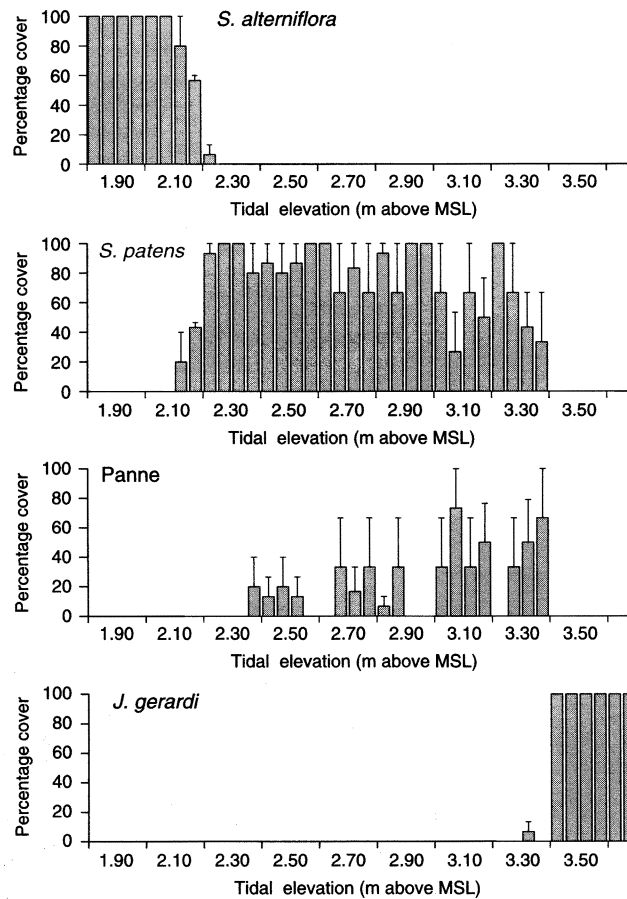 S. alterniflora
Percentage cover
100
80
60
40
20
0
1.90 2.10 2.30 2.50 2.70 2.90 3.10 3.30 3.50
Tidal elevation (m above MSL)
S. patens
Percentage cover
100
80
60
40
20
0
1.90 2.10 2.30 2.50 2.70 2.90 3.10 3.30 3.50
Tidal elevation (m above MSL)
Panne
Percentage cover
100
80
60
40
20
0
1.90 2.10 2.30 2.50 2.70 2.90 3.10 3.30 3.50
Tidal elevation (m above MSL)
J. gerardi
Percentage cover
100
80
60
40
20
0
1.90 2.10 2.30 2.50 2.70 2.90 3.10 3.30 3.50
Tidal elevation (m above MSL)